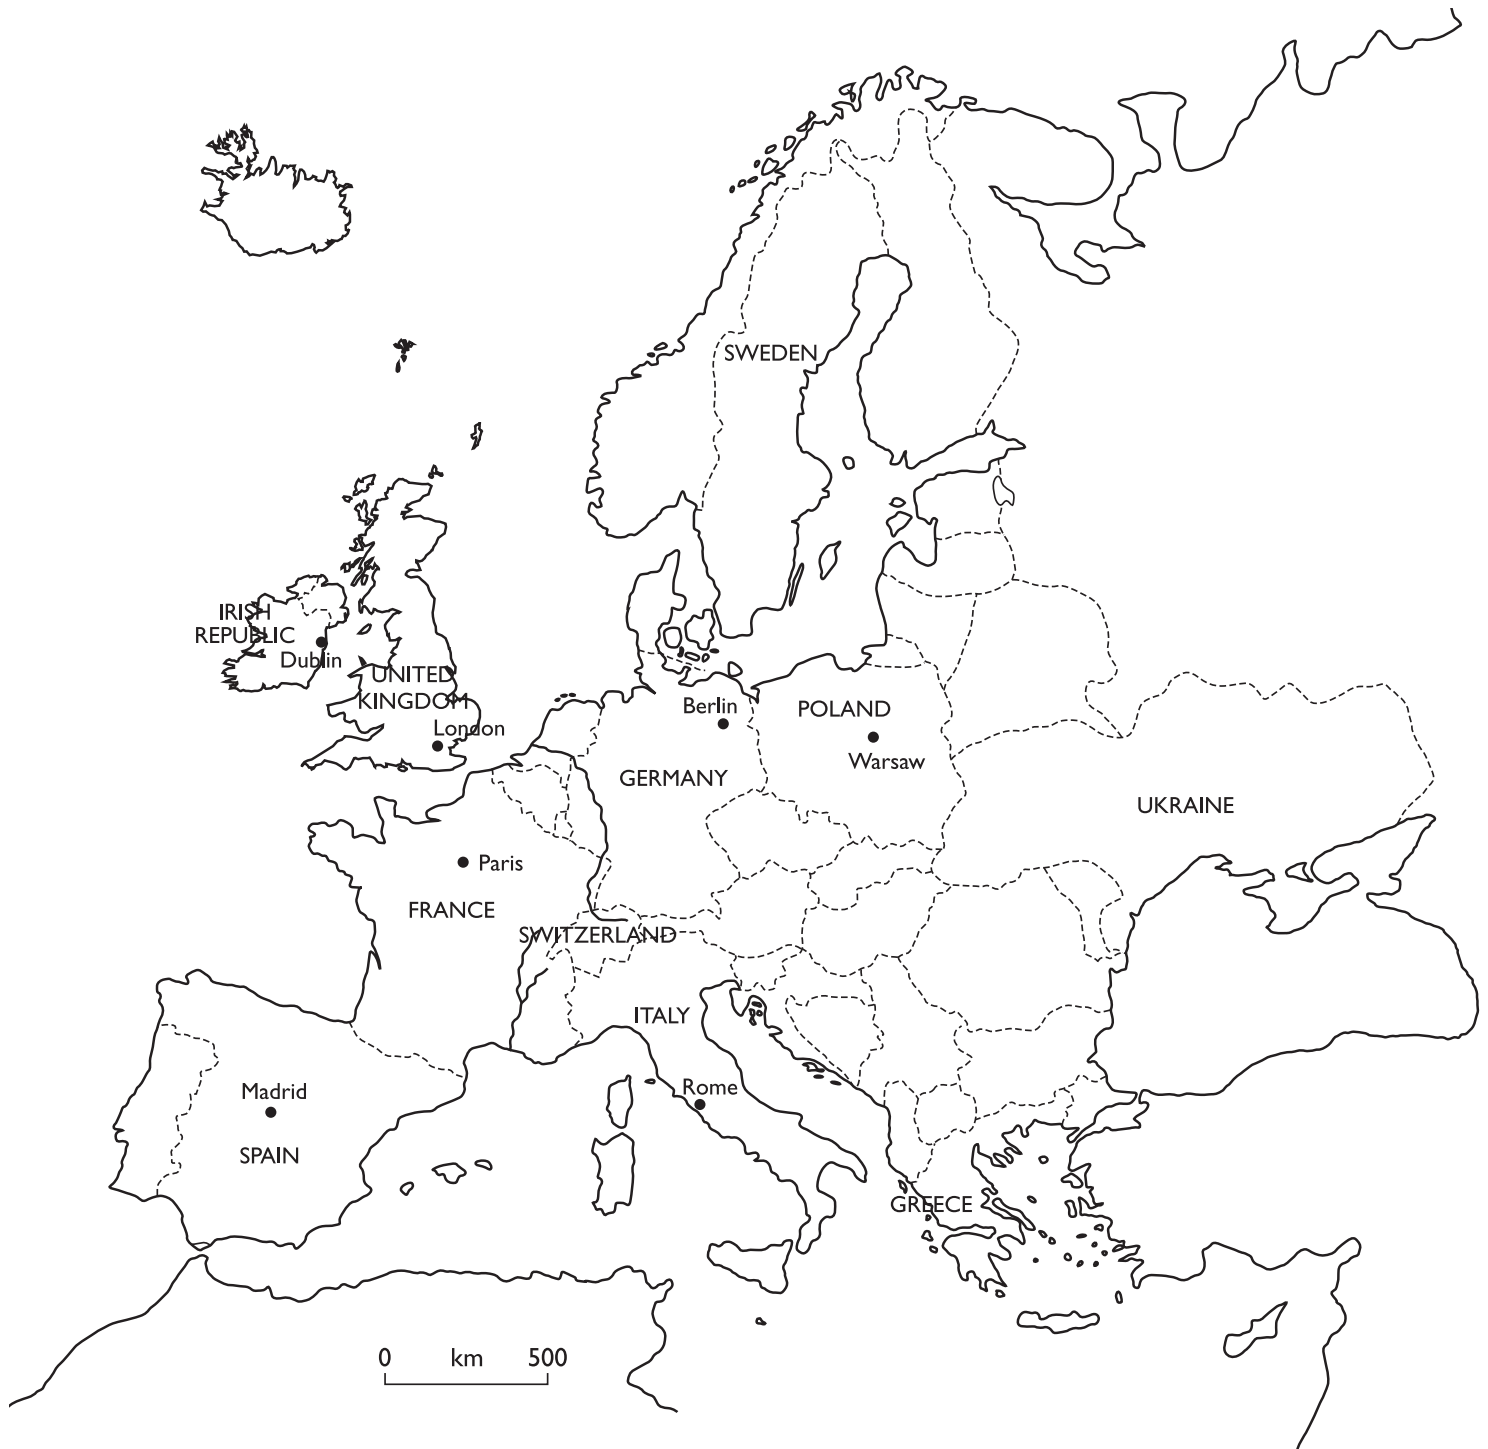 SWEDEN
IRISH
REPUBLIC
Dublin
UNITED
KINGDOM
London
Berlin
POLAND
Warsaw
GERMANY
UKRAINE
Paris
FRANCE
SWITZERLAND
ITALY
Madrid
Rome
SPAIN
GREECE
0 km 500